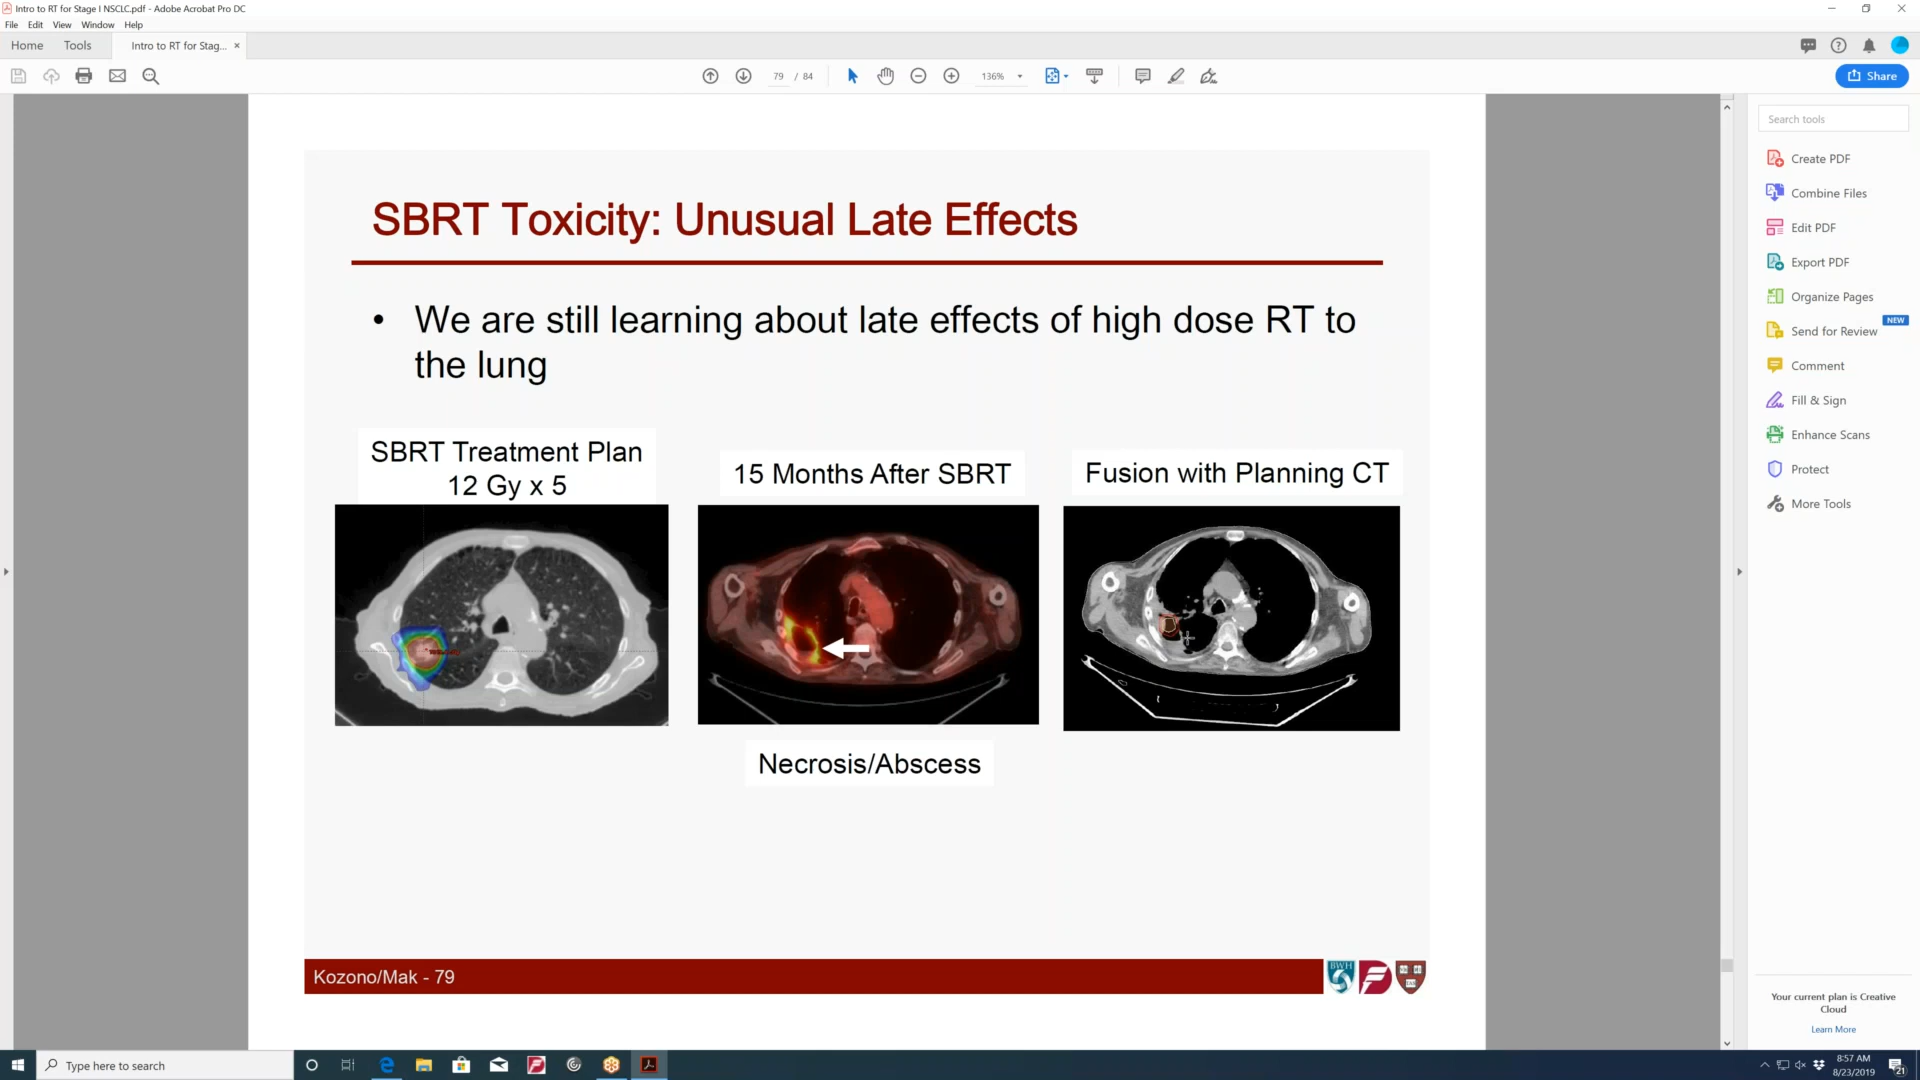 Intro to RT for Stage I NSCLC.pdf - Adobe Acrobat Pro DC
File Edit View Window Help
Home Tools Intro to RT for Stag... ×
79 / 84
136%
Share
Search tools
SBRT Toxicity: Unusual Late Effects
• We are still learning about late effects of high dose RT to
the lung
SBRT Treatment Plan
12 Gy x 5
15 Months After SBRT
Fusion with Planning CT
Necrosis/Abscess
Kozono/Mak - 79
BWH
Create PDF
Combine Files
Edit PDF
Export PDF
Organize Pages
NEW
Send for Review
Comment
Fill & Sign
Enhance Scans
Protect
More Tools
Your current plan is Creative
Cloud
Learn More
Type here to search
8:57 AM
8/23/2019
21